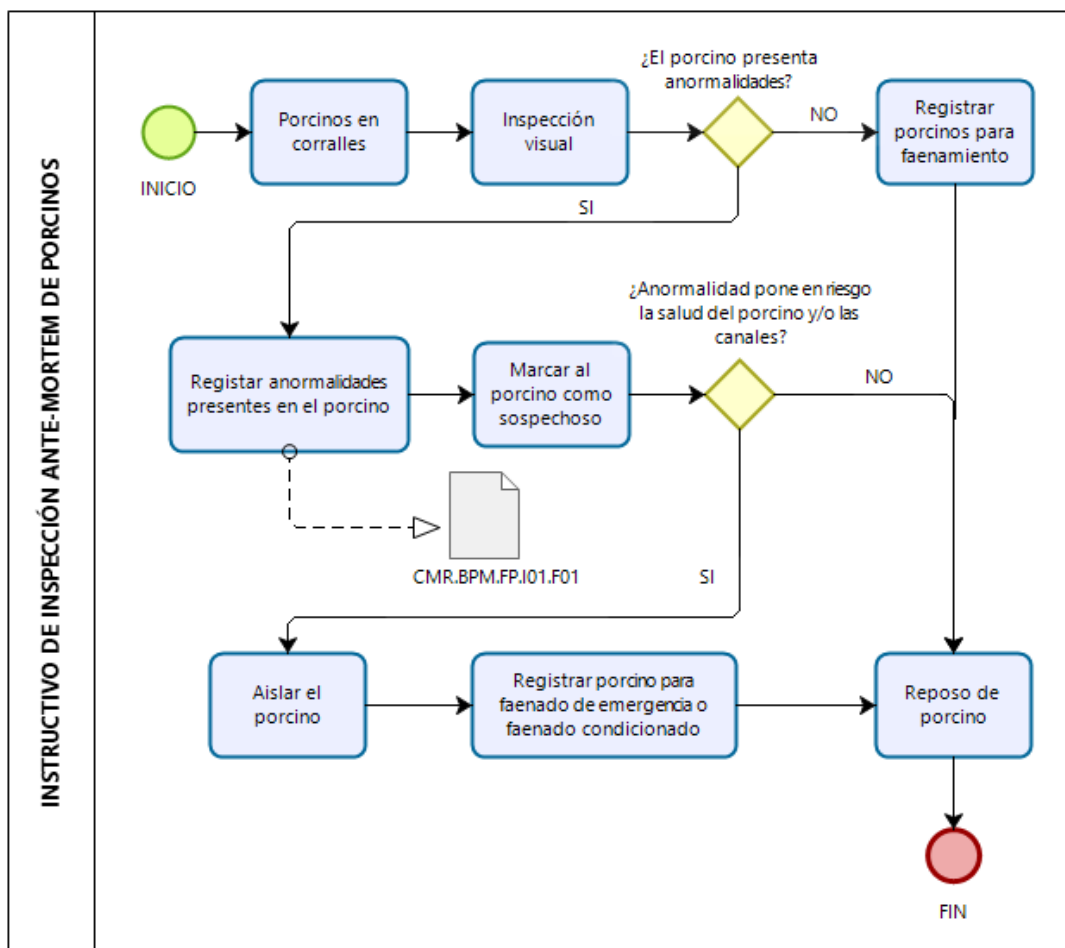 INSTRUCTIVO DE INSPECCIÓN ANTE-MORTEM DE PORCINOS
INICIO
Porcinos en
corralles
Inspección
visual
¿El porcino presenta
anormalidades?
NO
Registrar
porcinos para
faenamiento
SI
Registar anormalidades
presentes en el porcino
CMR.BPM.FP.I01.F01
Marcar al
porcino como
sospechoso
¿Anormalidad pone en riesgo
la salud del porcino y/o las
canales?
NO
SI
Aislar el
porcino
Registrar porcino para
faenado de emergencia o
faenado condicionado
Reposo de
porcino
FIN